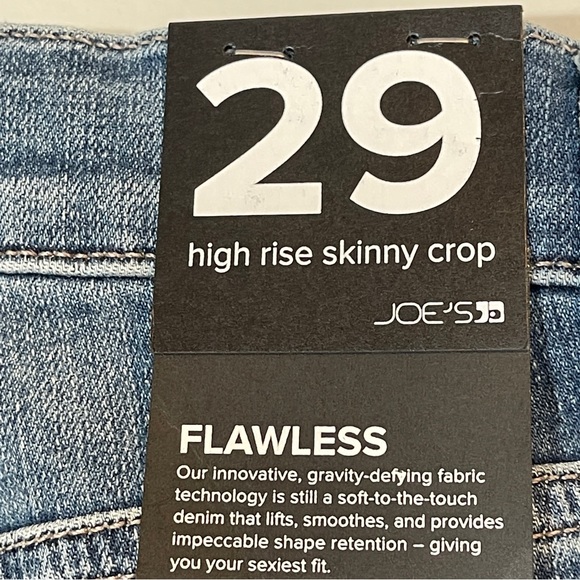 29
high rise skinny crop
JOE'S
FLAWLESS
Our innovative, gravity-defying fabric
technology is still a soft-to-the-touch
denim that lifts, smoothes, and provides
impeccable shape retention – giving
you your sexiest fit.